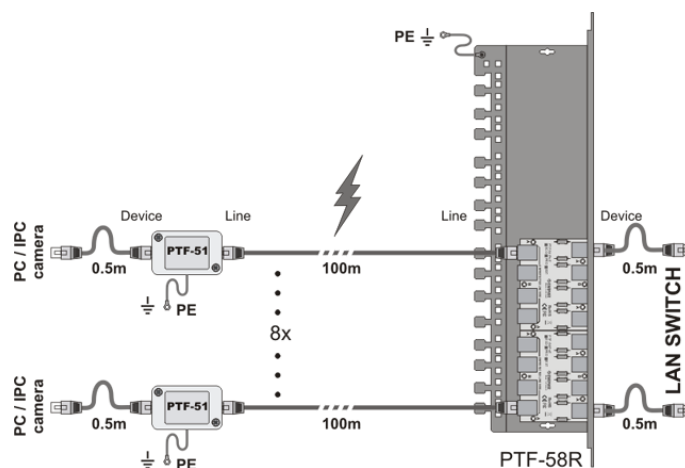 PE
Device
Line
Line
Device
PC / IPC
camera
PTF-51
0.5m
100m
0.5m
PE
8x
LAN SWITCH
PC / IPC
camera
PTF-51
0.5m
100m
0.5m
PE
PTF-58R